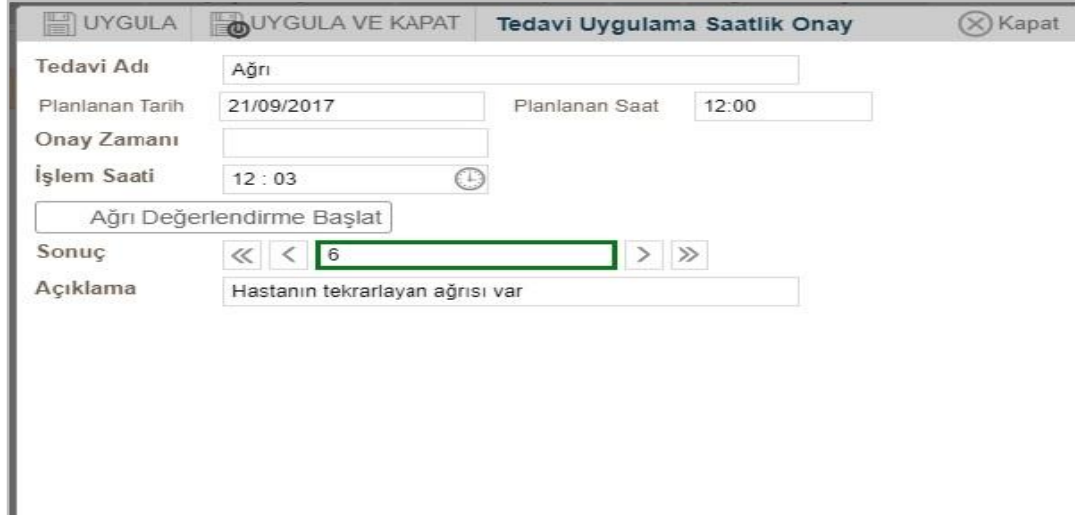 UYGULA UYGULA VE KAPAT Tedavi Uygulama Saatlik Onay Kapat
Tedavi Adı Ağrı
Planlanan Tarih 21/09/2017 Planlanan Saat 12:00
Onay Zamanı
İşlem Saati 12 : 03
Ağrı Değerlendirme Başlat
Sonuç 6
Açıklama Hastanın tekrarlayan ağrısı var